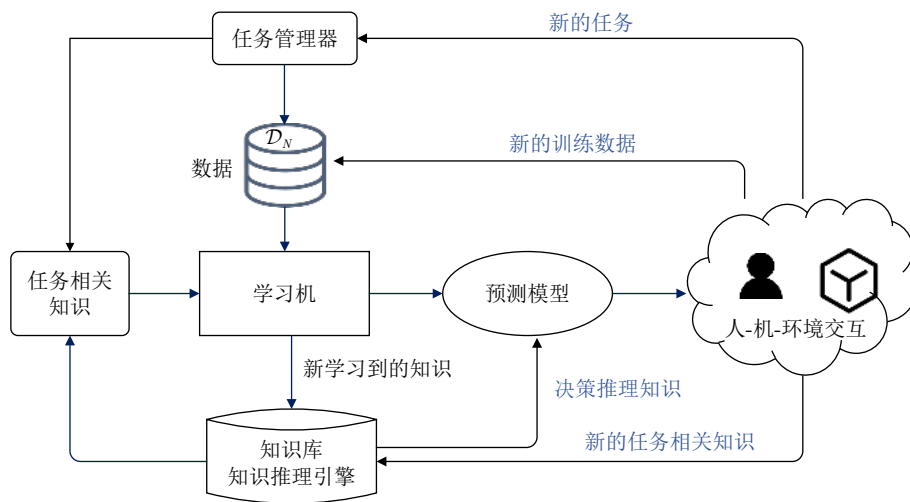 新的任务
任务管理器
𝒟_N
新的训练数据
数据
任务相关
知识
学习机
预测模型
人-机-环境交互
新学习到的知识
决策推理知识
知识库
知识推理引擎
新的任务相关知识